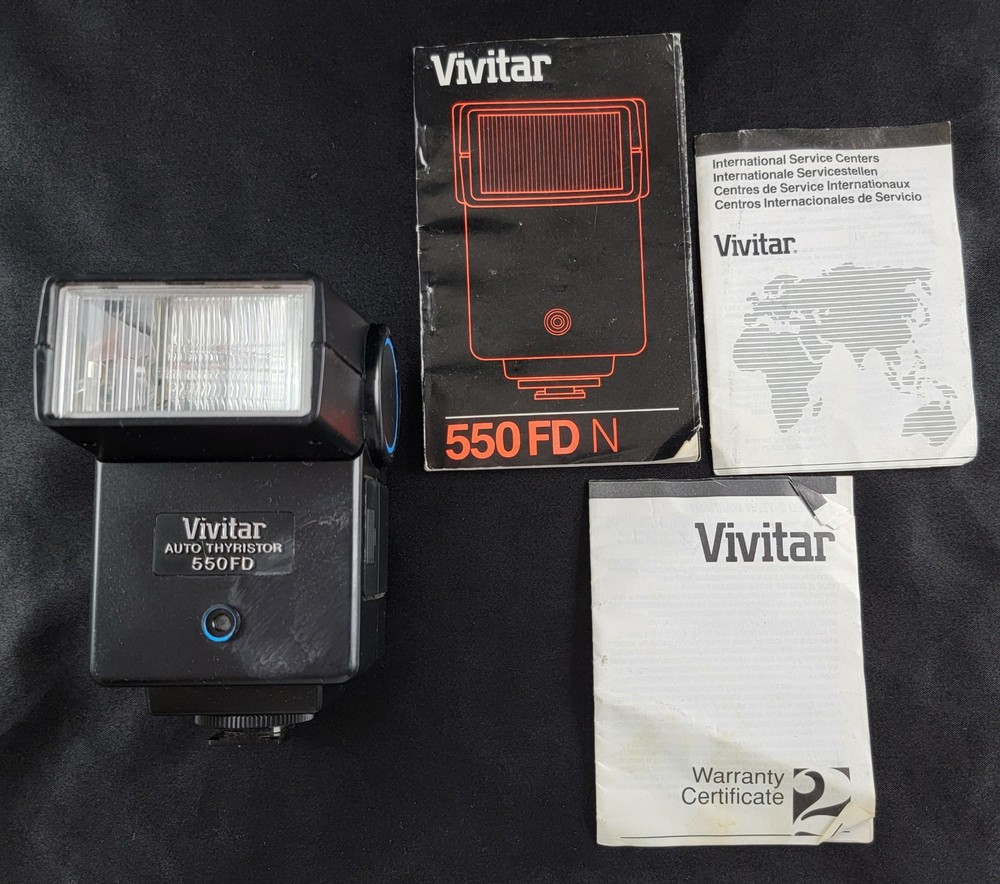 Vivitar
AUTO THYRISTOR
550FD
Vivitar
550 FD N
International Service Centers
Internationale Servicestellen
Centres de Service Internationaux
Centros Internacionales de Servicio
Vivitar
Vivitar
Warranty
Certificate
2